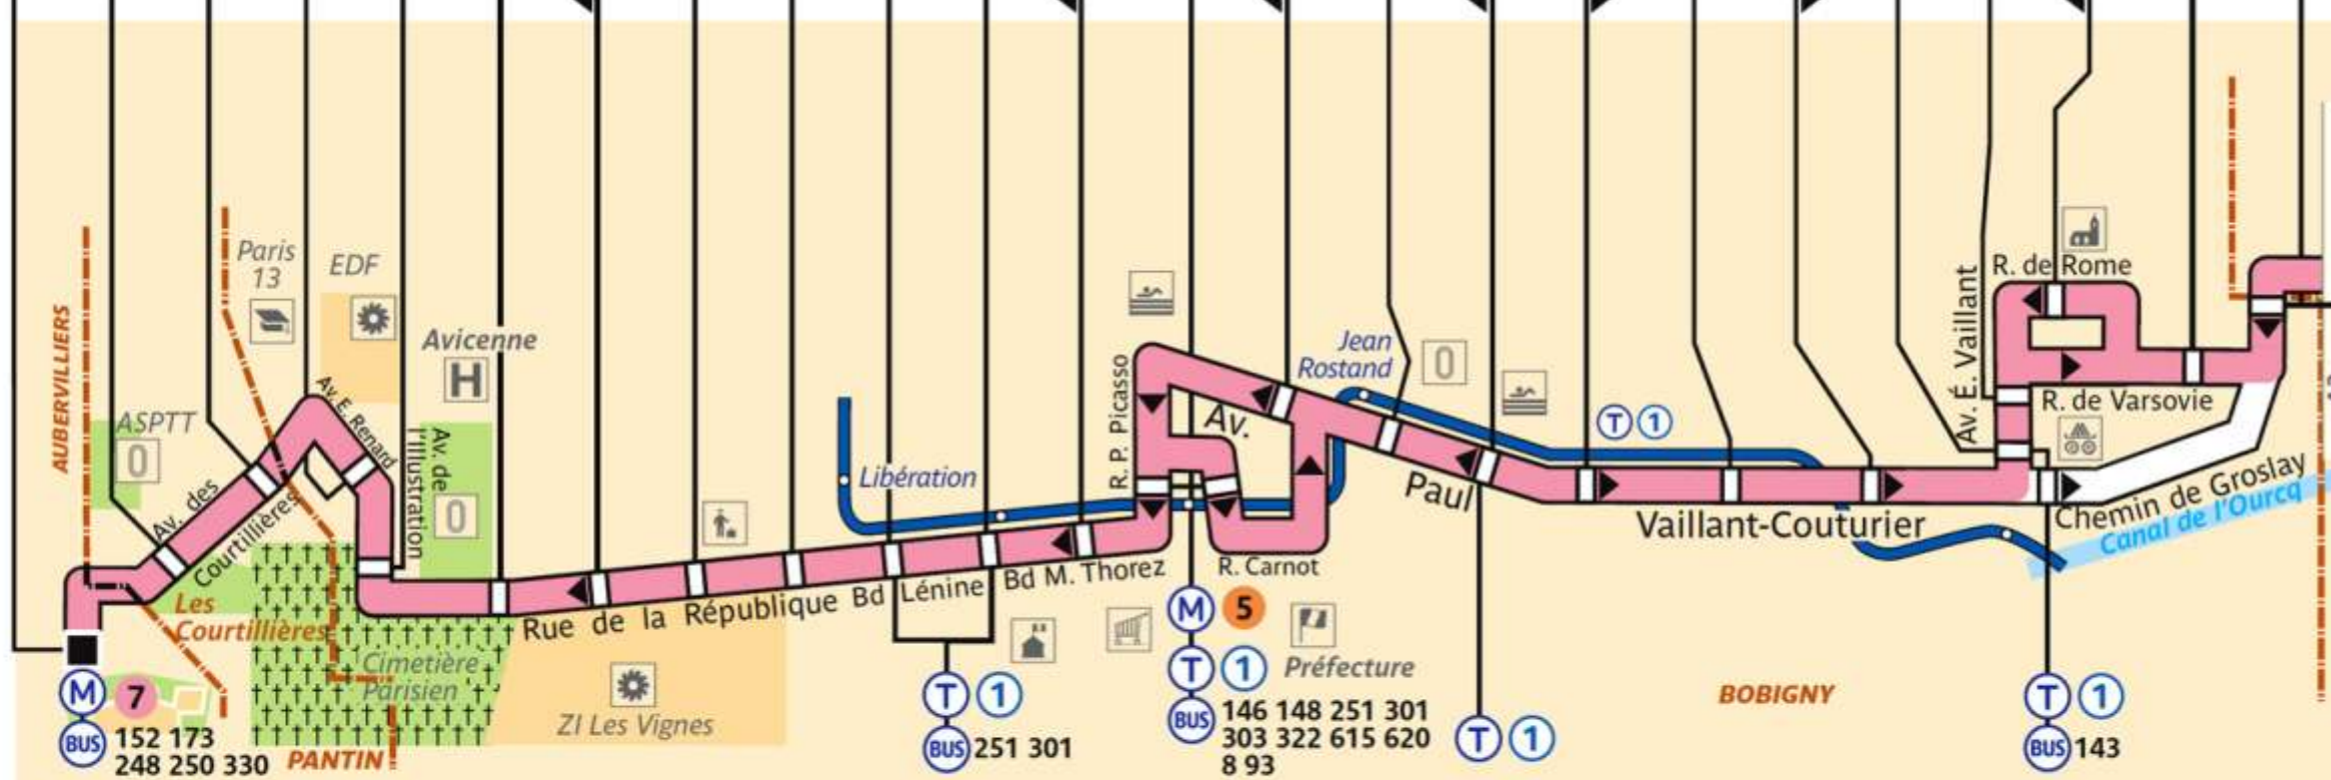 AUBERVILLIERS
ASPTT
Paris
13
EDF
Avicenne
H
Av. des
Courtillières
Av. E. Renard
Av. de
l'Illustration
Les
Courtillières
Cimetière
Parisien
M 7
BUS 152 173
248 250 330
PANTIN
Rue de la République Bd Lénine Bd M. Thorez
ZI Les Vignes
Libération
T 1
BUS 251 301
R. P. Picasso
Av.
Jean
Rostand
R. Carnot
M 5
T 1
Préfecture
BUS 146 148 251 301
303 322 615 620
8 93
Paul
T 1
T 1
Vaillant-Couturier
BOBIGNY
Av. É. Vaillant
R. de Rome
R. de Varsovie
Chemin de Groslay
Canal de l'Ourcq
T 1
BUS 143